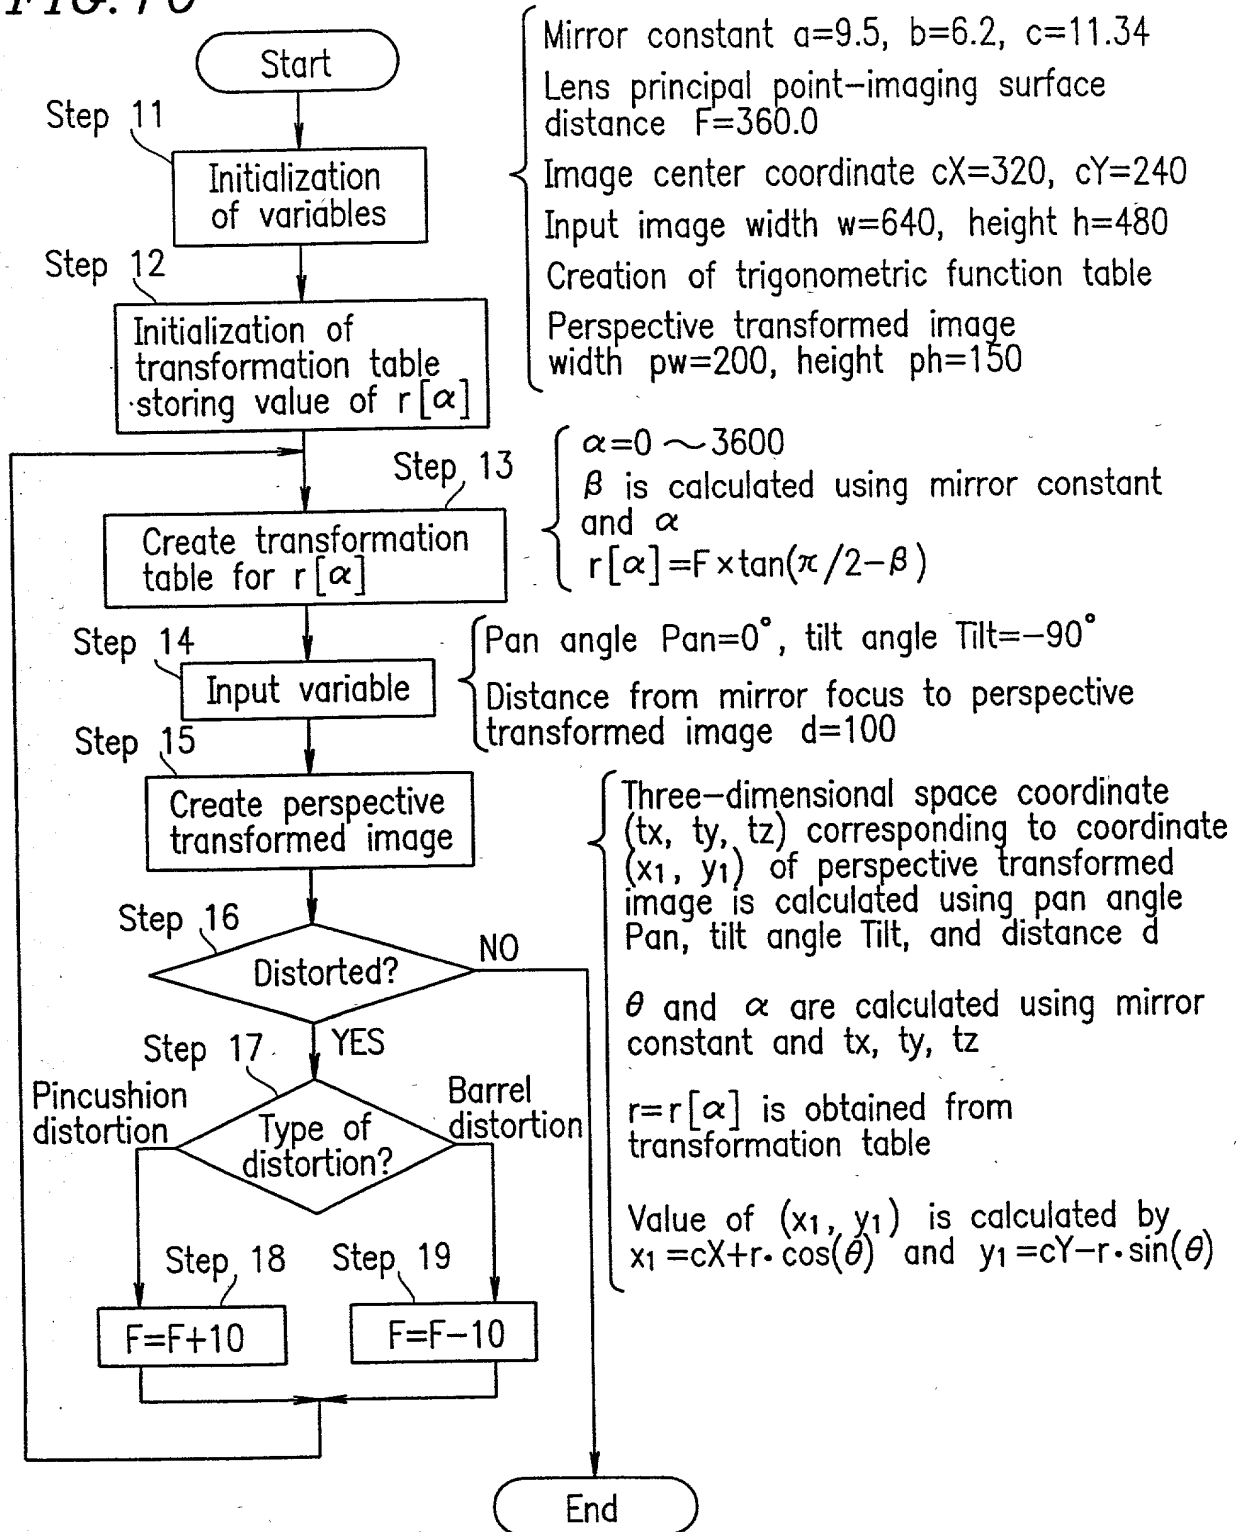 FIG. 10
Start
Mirror constant a=9.5, b=6.2, c=11.34
Lens principal point-imaging surface
distance F=360.0
Image center coordinate cX=320, cY=240
Input image width w=640, height h=480
Creation of trigonometric function table
Perspective transformed image
width pw=200, height ph=150
Step 11
Initialization
of variables
Step 12
Initialization of
transformation table
storing value of r[α]
Step 13
Create transformation
table for r[α]
α=0 ～3600
β is calculated using mirror constant
and α
r[α]=F×tan(π/2-β)
Step 14
Input variable
Pan angle Pan=0°, tilt angle Tilt=-90°
Distance from mirror focus to perspective
transformed image d=100
Step 15
Create perspective
transformed image
Three-dimensional space coordinate
(tx, ty, tz) corresponding to coordinate
(x1, y1) of perspective transformed
image is calculated using pan angle
Pan, tilt angle Tilt, and distance d
θ and α are calculated using mirror
constant and tx, ty, tz
r=r[α] is obtained from
transformation table
Value of (x1, y1) is calculated by
x1=cX+r·cos(θ) and y1=cY-r·sin(θ)
Step 16
Distorted?
NO
YES
Step 17
Type of
distortion?
Pincushion
distortion
Barrel
distortion
Step 18
F=F+10
Step 19
F=F-10
End